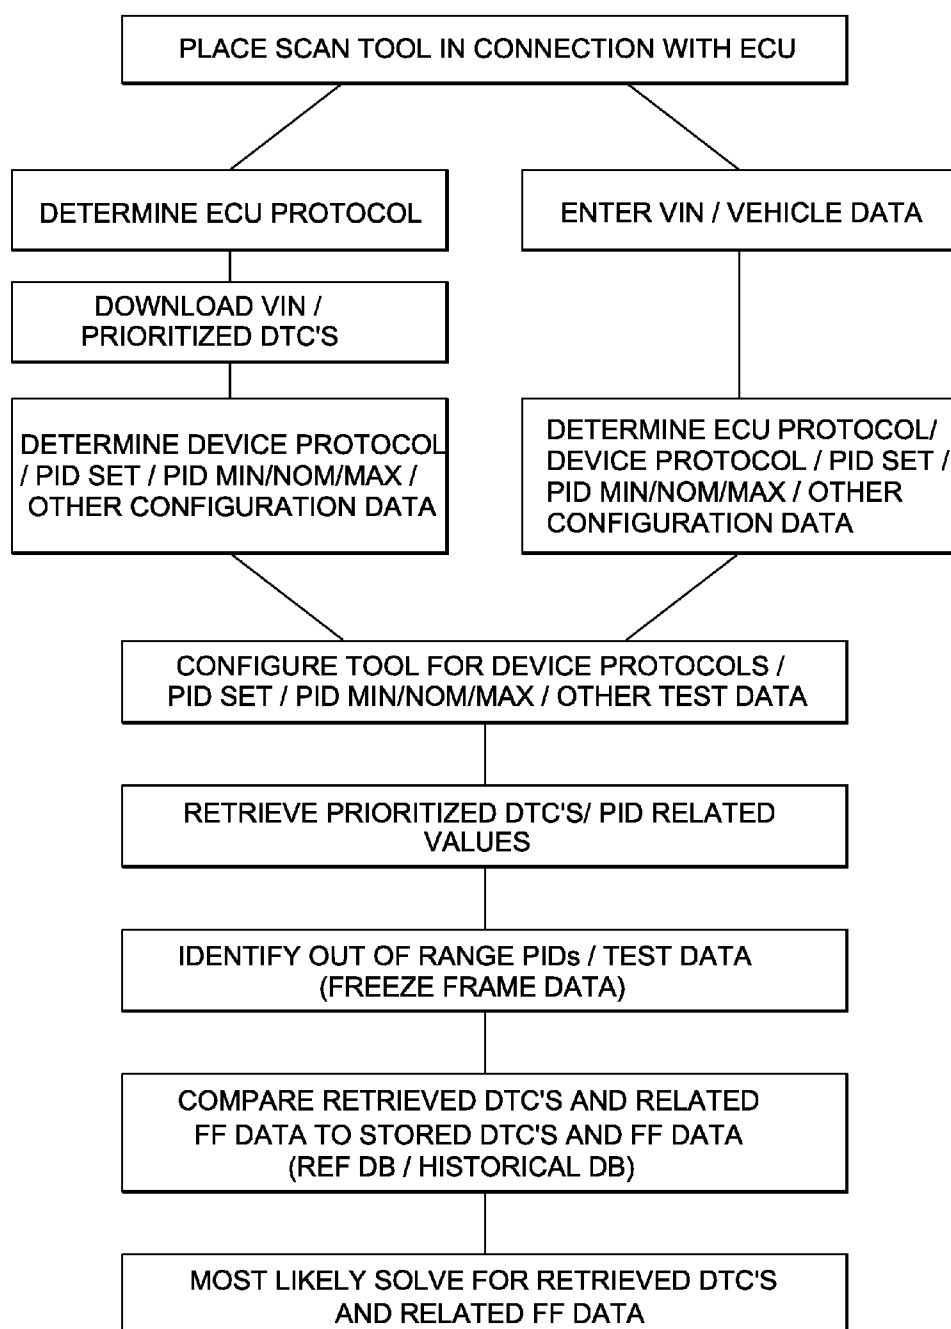 PLACE SCAN TOOL IN CONNECTION WITH ECU
DETERMINE ECU PROTOCOL
DOWNLOAD VIN /
PRIORITIZED DTC'S
DETERMINE DEVICE PROTOCOL
/ PID SET / PID MIN/NOM/MAX /
OTHER CONFIGURATION DATA
ENTER VIN / VEHICLE DATA
DETERMINE ECU PROTOCOL/
DEVICE PROTOCOL / PID SET /
PID MIN/NOM/MAX / OTHER
CONFIGURATION DATA
CONFIGURE TOOL FOR DEVICE PROTOCOLS /
PID SET / PID MIN/NOM/MAX / OTHER TEST DATA
RETRIEVE PRIORITIZED DTC'S/ PID RELATED
VALUES
IDENTIFY OUT OF RANGE PIDs / TEST DATA
(FREEZE FRAME DATA)
COMPARE RETRIEVED DTC'S AND RELATED
FF DATA TO STORED DTC'S AND FF DATA
(REF DB / HISTORICAL DB)
MOST LIKELY SOLVE FOR RETRIEVED DTC'S
AND RELATED FF DATA